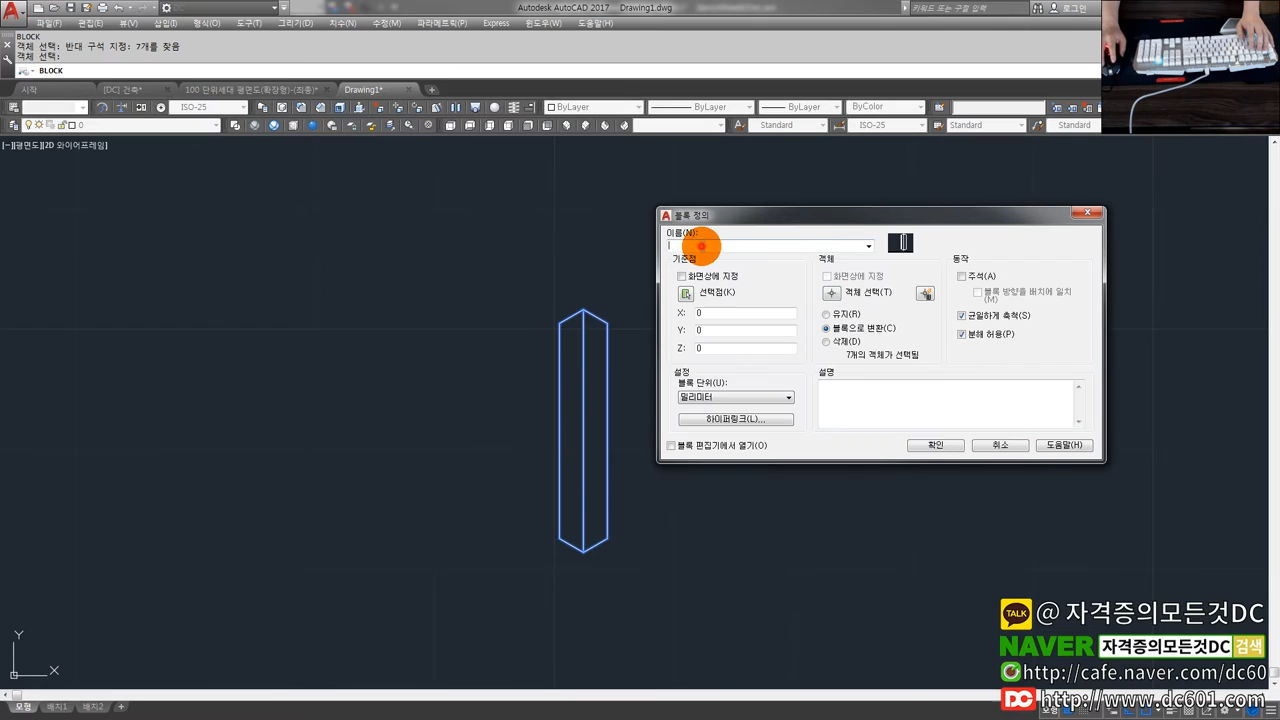 Autodesk AutoCAD 2017 Drawing1.dwg
키워드 또는 구절 입력
로그인
파일(F) 편집(E) 뷰(V) 삽입(I) 형식(O) 도구(T) 그리기(D) 치수(N) 수정(M) 파라메트릭(P) Express 윈도우(W) 도움말(H)
BLOCK
객체 선택: 반대 구석 지정: 7개를 찾음
객체 선택:
BLOCK
시작 [DC] 건축* 100 단위세대 평면도(확장형)-(최종)* Drawing1*
ISO-25 ByLayer ByLayer ByLayer ByColor
0 Standard ISO-25 Standard Standard
[-][평면도][2D 와이어프레임]
블록 정의
이름(N):
기준점 객체 동작
화면상에 지정 화면상에 지정 주석(A)
선택점(K) 객체 선택(T) 블록 방향을 배치에 일치(M)
X: 0 유지(R) 균일하게 축척(S)
Y: 0 블록으로 변환(C) 분해 허용(P)
Z: 0 삭제(D)
7개의 객체가 선택됨
설정 설명
블록 단위(U):
밀리미터
하이퍼링크(L)...
블록 편집기에서 열기(O) 확인 취소 도움말(H)
Y
X
TALK @ 자격증의모든것DC
NAVER 자격증의모든것DC 검색
http://cafe.naver.com/dc60
DC http://www.dc601.com
모형 배치1 배치2
모형